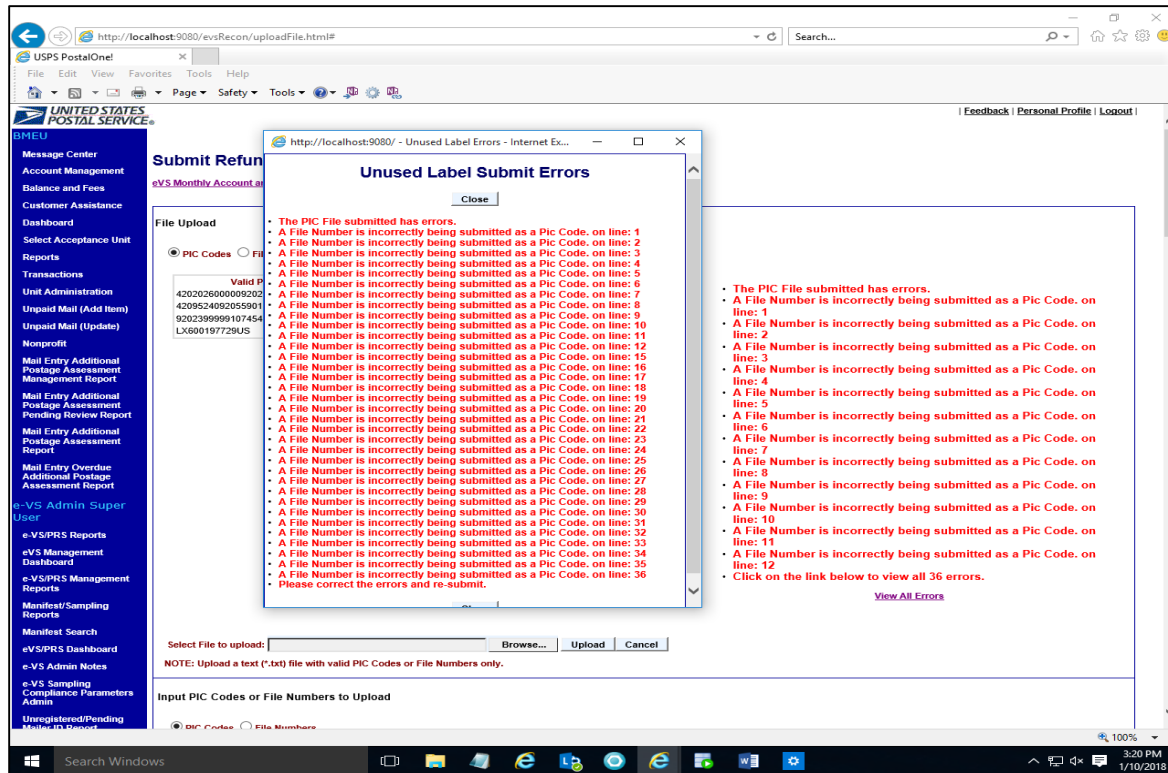 http://localhost:9080/evsRecon/uploadFile.html#
Search...
USPS PostalOne!
File Edit View Favorites Tools Help
Page Safety Tools
UNITED STATES
POSTAL SERVICE®
| Feedback | Personal Profile | Logout |
BMEU
Message Center
Account Management
Balance and Fees
Customer Assistance
Dashboard
Select Acceptance Unit
Reports
Transactions
Unit Administration
Unpaid Mail (Add Item)
Unpaid Mail (Update)
Nonprofit
Mail Entry Additional
Postage Assessment
Management Report
Mail Entry Additional
Postage Assessment
Pending Review Report
Mail Entry Additional
Postage Assessment
Report
Mail Entry Overdue
Additional Postage
Assessment Report
e-VS Admin Super
User
e-VS/PRS Reports
eVS Management
Dashboard
e-VS/PRS Management
Reports
Manifest/Sampling
Reports
Manifest Search
eVS/PRS Dashboard
e-VS Admin Notes
e-VS Sampling
Compliance Parameters
Admin
Unregistered/Pending
Mailer ID Report
Submit Refun
eVS Monthly Account an
File Upload
PIC Codes Fil
Valid P
4202026000009202
4209524092055901
9202399999107454
LX600197729US
http://localhost:9080/ - Unused Label Errors - Internet Ex...
Unused Label Submit Errors
Close
· The PIC File submitted has errors.
· A File Number is incorrectly being submitted as a Pic Code. on line: 1
· A File Number is incorrectly being submitted as a Pic Code. on line: 2
· A File Number is incorrectly being submitted as a Pic Code. on line: 3
· A File Number is incorrectly being submitted as a Pic Code. on line: 4
· A File Number is incorrectly being submitted as a Pic Code. on line: 5
· A File Number is incorrectly being submitted as a Pic Code. on line: 6
· A File Number is incorrectly being submitted as a Pic Code. on line: 7
· A File Number is incorrectly being submitted as a Pic Code. on line: 8
· A File Number is incorrectly being submitted as a Pic Code. on line: 9
· A File Number is incorrectly being submitted as a Pic Code. on line: 10
· A File Number is incorrectly being submitted as a Pic Code. on line: 11
· A File Number is incorrectly being submitted as a Pic Code. on line: 12
· A File Number is incorrectly being submitted as a Pic Code. on line: 15
· A File Number is incorrectly being submitted as a Pic Code. on line: 16
· A File Number is incorrectly being submitted as a Pic Code. on line: 17
· A File Number is incorrectly being submitted as a Pic Code. on line: 18
· A File Number is incorrectly being submitted as a Pic Code. on line: 19
· A File Number is incorrectly being submitted as a Pic Code. on line: 20
· A File Number is incorrectly being submitted as a Pic Code. on line: 21
· A File Number is incorrectly being submitted as a Pic Code. on line: 22
· A File Number is incorrectly being submitted as a Pic Code. on line: 23
· A File Number is incorrectly being submitted as a Pic Code. on line: 24
· A File Number is incorrectly being submitted as a Pic Code. on line: 25
· A File Number is incorrectly being submitted as a Pic Code. on line: 26
· A File Number is incorrectly being submitted as a Pic Code. on line: 27
· A File Number is incorrectly being submitted as a Pic Code. on line: 28
· A File Number is incorrectly being submitted as a Pic Code. on line: 29
· A File Number is incorrectly being submitted as a Pic Code. on line: 30
· A File Number is incorrectly being submitted as a Pic Code. on line: 31
· A File Number is incorrectly being submitted as a Pic Code. on line: 32
· A File Number is incorrectly being submitted as a Pic Code. on line: 33
· A File Number is incorrectly being submitted as a Pic Code. on line: 34
· A File Number is incorrectly being submitted as a Pic Code. on line: 35
· A File Number is incorrectly being submitted as a Pic Code. on line: 36
· Please correct the errors and re-submit.
· The PIC File submitted has errors.
· A File Number is incorrectly being submitted as a Pic Code. on
line: 1
· A File Number is incorrectly being submitted as a Pic Code. on
line: 2
· A File Number is incorrectly being submitted as a Pic Code. on
line: 3
· A File Number is incorrectly being submitted as a Pic Code. on
line: 4
· A File Number is incorrectly being submitted as a Pic Code. on
line: 5
· A File Number is incorrectly being submitted as a Pic Code. on
line: 6
· A File Number is incorrectly being submitted as a Pic Code. on
line: 7
· A File Number is incorrectly being submitted as a Pic Code. on
line: 8
· A File Number is incorrectly being submitted as a Pic Code. on
line: 9
· A File Number is incorrectly being submitted as a Pic Code. on
line: 10
· A File Number is incorrectly being submitted as a Pic Code. on
line: 11
· A File Number is incorrectly being submitted as a Pic Code. on
line: 12
· Click on the link below to view all 36 errors.
View All Errors
Select File to upload: Browse... Upload Cancel
NOTE: Upload a text (*.txt) file with valid PIC Codes or File Numbers only.
Input PIC Codes or File Numbers to Upload
PIC Codes File Numbers
100%
Search Windows
3:20 PM
1/10/2018